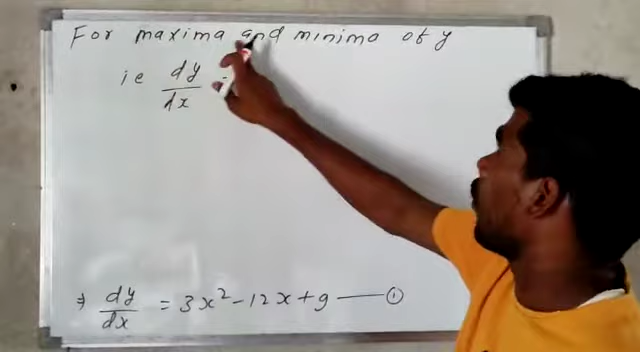 For maxima and minima of y
ie dy/dx
⇒ dy/dx = 3x² - 12x + 9 —— ①